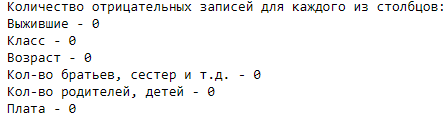 Количество отрицательных записей для каждого из столбцов:
Выжившие - 0
Класс - 0
Возраст - 0
Кол-во братьев, сестер и т.д. - 0
Кол-во родителей, детей - 0
Плата - 0